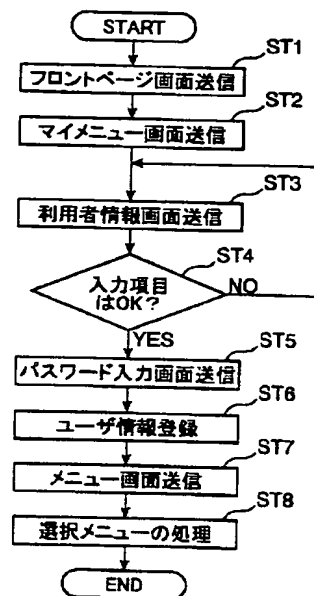 START
ST1
フロントページ画面送信
ST2
マイメニュー画面送信
ST3
利用者情報画面送信
ST4
入力項目
はOK?
NO
YES
ST5
パスワード入力画面送信
ST6
ユーザ情報登録
ST7
メニュー画面送信
ST8
選択メニューの処理
END